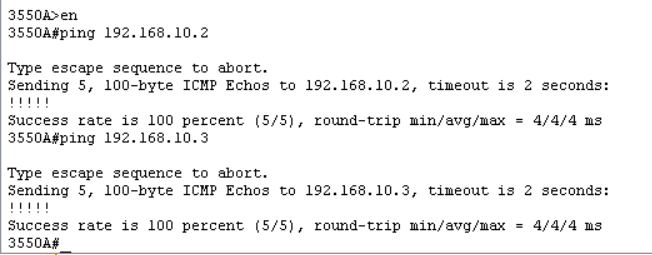 3550A>en
3550A#ping 192.168.10.2
Type escape sequence to abort.
Sending 5, 100-byte ICMP Echos to 192.168.10.2, timeout is 2 seconds:
!!!!!
Success rate is 100 percent (5/5), round-trip min/avg/max = 4/4/4 ms
3550A#ping 192.168.10.3
Type escape sequence to abort.
Sending 5, 100-byte ICMP Echos to 192.168.10.3, timeout is 2 seconds:
!!!!!
Success rate is 100 percent (5/5), round-trip min/avg/max = 4/4/4 ms
3550A#_